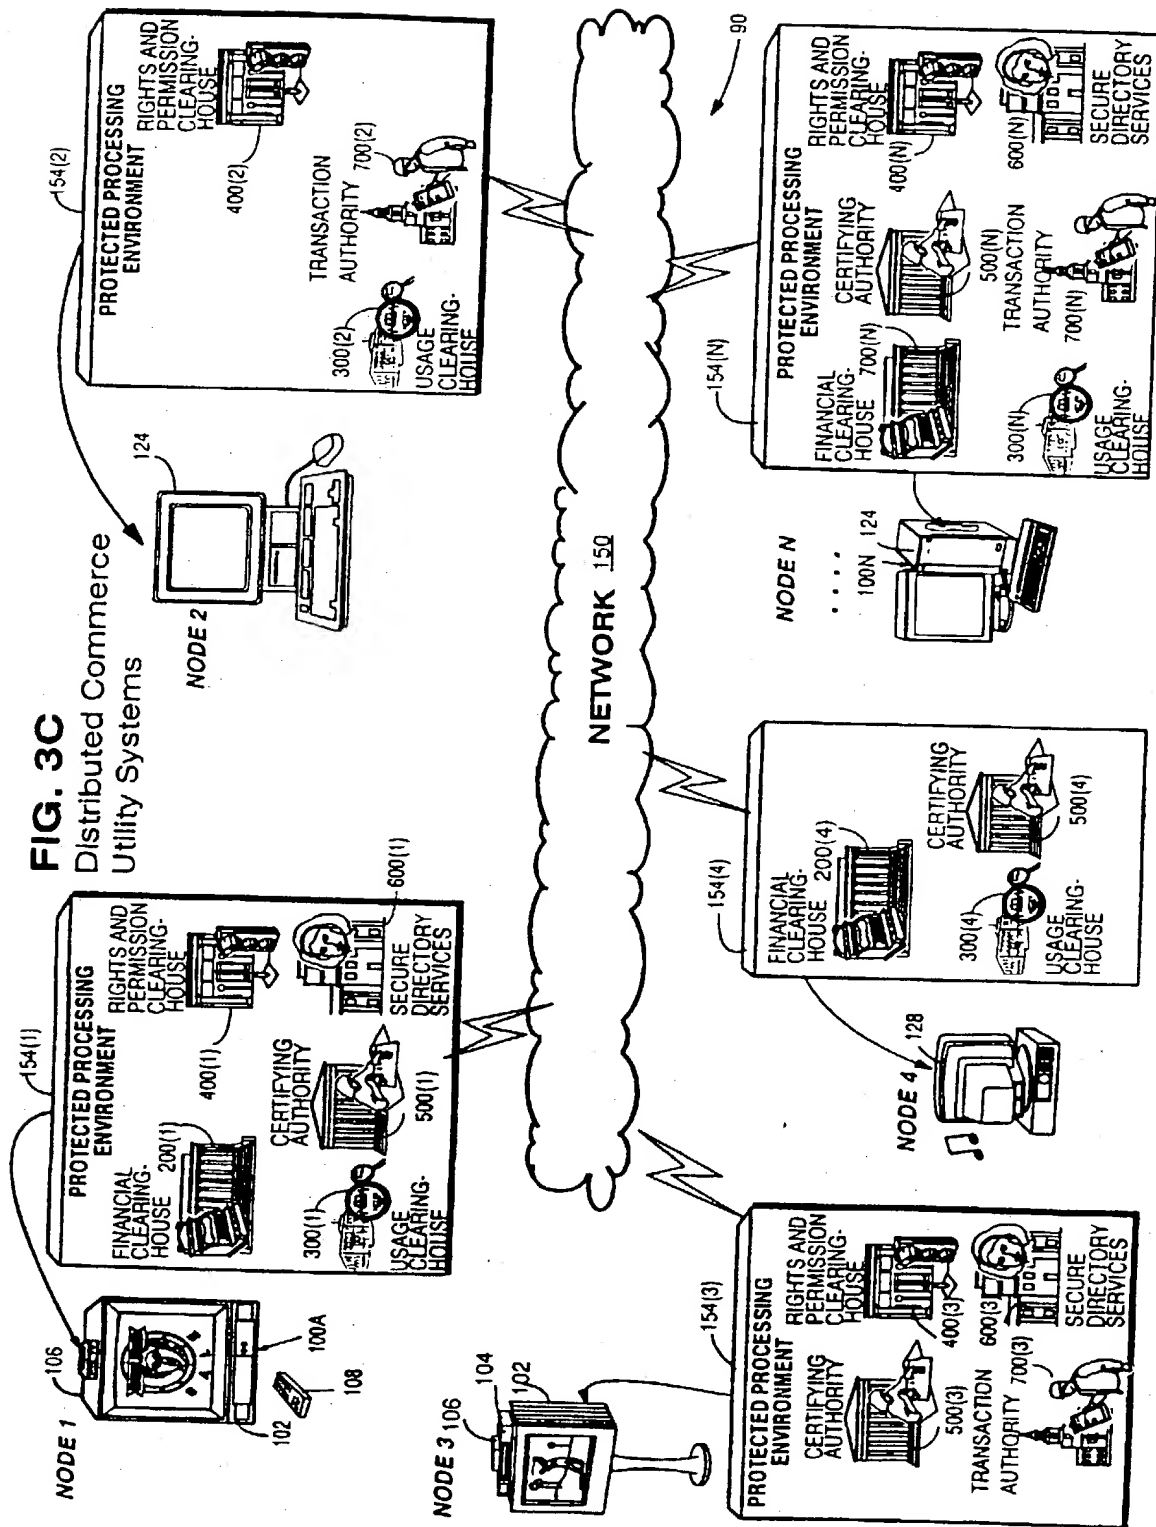 FIG. 3C
Distributed Commerce
Utility Systems
NODE 1
106
100A
102
108
154(1)
PROTECTED PROCESSING
ENVIRONMENT
FINANCIAL
CLEARING-
HOUSE 200(1)
RIGHTS AND
PERMISSION
CLEARING-
HOUSE
400(1)
CERTIFYING
AUTHORITY
500(1)
300(1)
USAGE
CLEARING-
HOUSE
600(1)
SECURE
DIRECTORY
SERVICES
NODE 2
124
154(2)
PROTECTED PROCESSING
ENVIRONMENT
RIGHTS AND
PERMISSION
CLEARING-
HOUSE
400(2)
TRANSACTION
AUTHORITY
700(2)
300(2)
USAGE
CLEARING-
HOUSE
NETWORK 150
90
NODE 3
106
104
102
154(3)
PROTECTED PROCESSING
ENVIRONMENT
CERTIFYING
AUTHORITY
500(3)
RIGHTS AND
PERMISSION
CLEARING-
HOUSE
400(3)
TRANSACTION
AUTHORITY
700(3)
600(3)
SECURE
DIRECTORY
SERVICES
NODE 4
128
154(4)
FINANCIAL
CLEARING-
HOUSE 200(4)
CERTIFYING
AUTHORITY
500(4)
300(4)
USAGE
CLEARING-
HOUSE
NODE N
. . . .
100N
124
154(N)
PROTECTED PROCESSING
ENVIRONMENT
FINANCIAL
CLEARING-
HOUSE 700(N)
CERTIFYING
AUTHORITY
500(N)
RIGHTS AND
PERMISSION
CLEARING-
HOUSE
400(N)
300(N)
USAGE
CLEARING-
HOUSE
TRANSACTION
AUTHORITY
700(N)
600(N)
SECURE
DIRECTORY
SERVICES